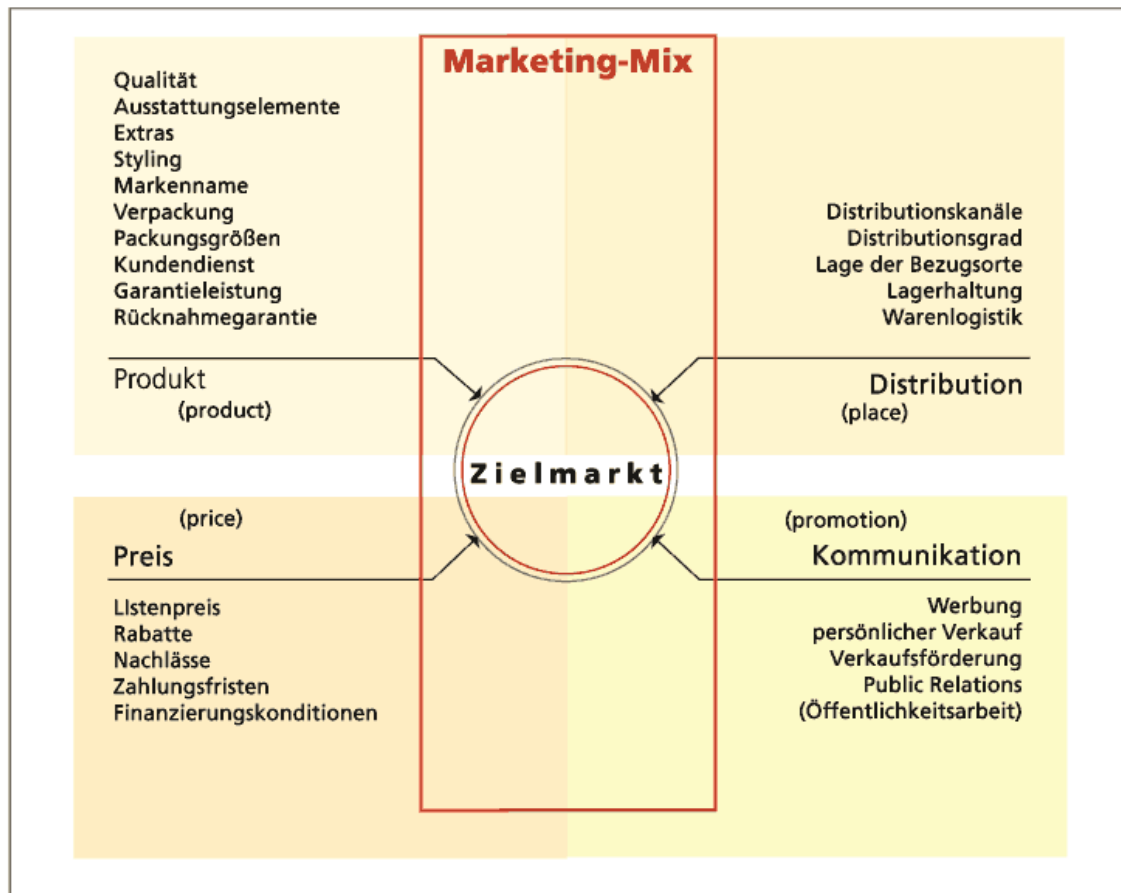 Marketing-Mix
Qualität
Ausstattungselemente
Extras
Styling
Markenname
Verpackung
Packungsgrößen
Kundendienst
Garantieleistung
Rücknahmegarantie
Produkt
(product)
Distributionskanäle
Distributionsgrad
Lage der Bezugsorte
Lagerhaltung
Warenlogistik
Distribution
(place)
Zielmarkt
(price)
Preis
LIstenpreis
Rabatte
Nachlässe
Zahlungsfristen
Finanzierungskonditionen
(promotion)
Kommunikation
Werbung
persönlicher Verkauf
Verkaufsförderung
Public Relations
(Öffentlichkeitsarbeit)